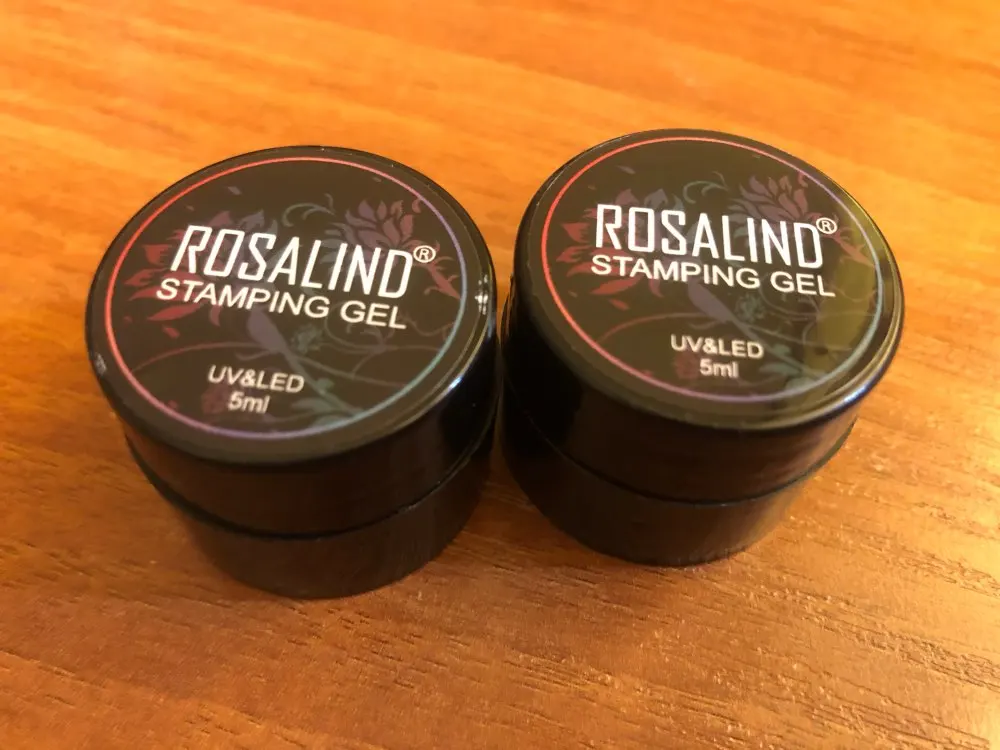 ROSALIND®
STAMPING GEL
UV&LED
5ml
ROSALIND®
STAMPING GEL
UV&LED
5ml